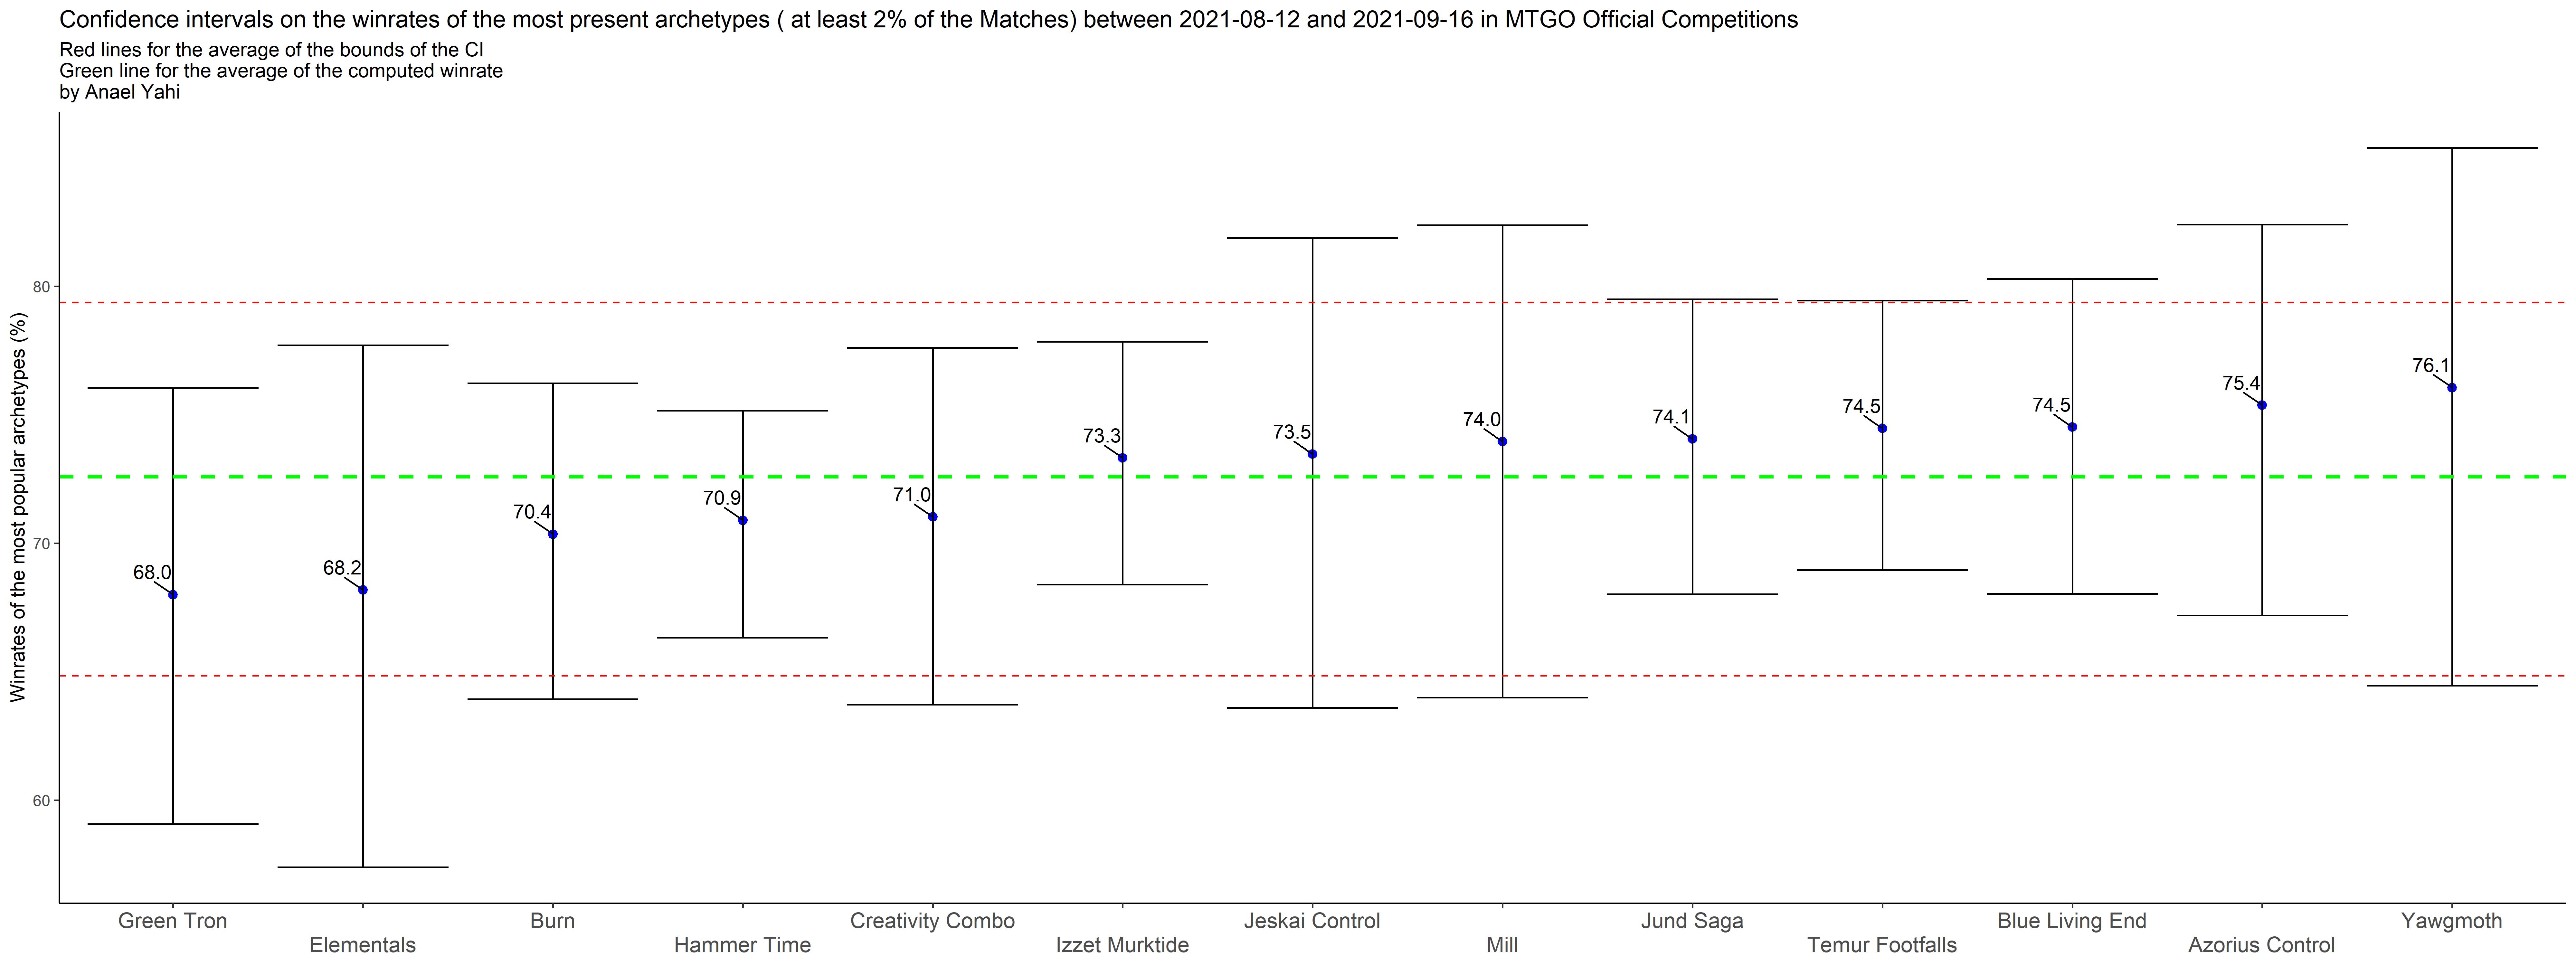 Confidence intervals on the winrates of the most present archetypes ( at least 2% of the Matches) between 2021-08-12 and 2021-09-16 in MTGO Official Competitions
Red lines for the average of the bounds of the CI
Green line for the average of the computed winrate
by Anael Yahi
Winrates of the most popular archetypes (%)
80
70
60
68.0
68.2
70.4
70.9
71.0
73.3
73.5
74.0
74.1
74.5
74.5
75.4
76.1
Green Tron
Elementals
Burn
Hammer Time
Creativity Combo
Izzet Murktide
Jeskai Control
Mill
Jund Saga
Temur Footfalls
Blue Living End
Azorius Control
Yawgmoth